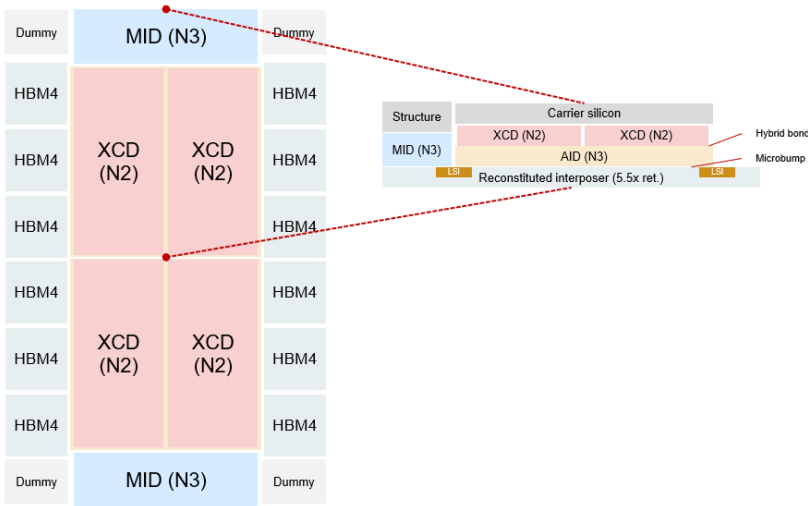 Dummy
MID (N3)
Dummy
HBM4
XCD
(N2)
XCD
(N2)
HBM4
HBM4
HBM4
HBM4
HBM4
HBM4
XCD
(N2)
XCD
(N2)
HBM4
HBM4
HBM4
HBM4
HBM4
Dummy
MID (N3)
Dummy
Structure
Carrier silicon
XCD (N2)
XCD (N2)
Hybrid bond
MID (N3)
AID (N3)
Microbump
LSI
Reconstituted interposer (5.5x ret.)
LSI